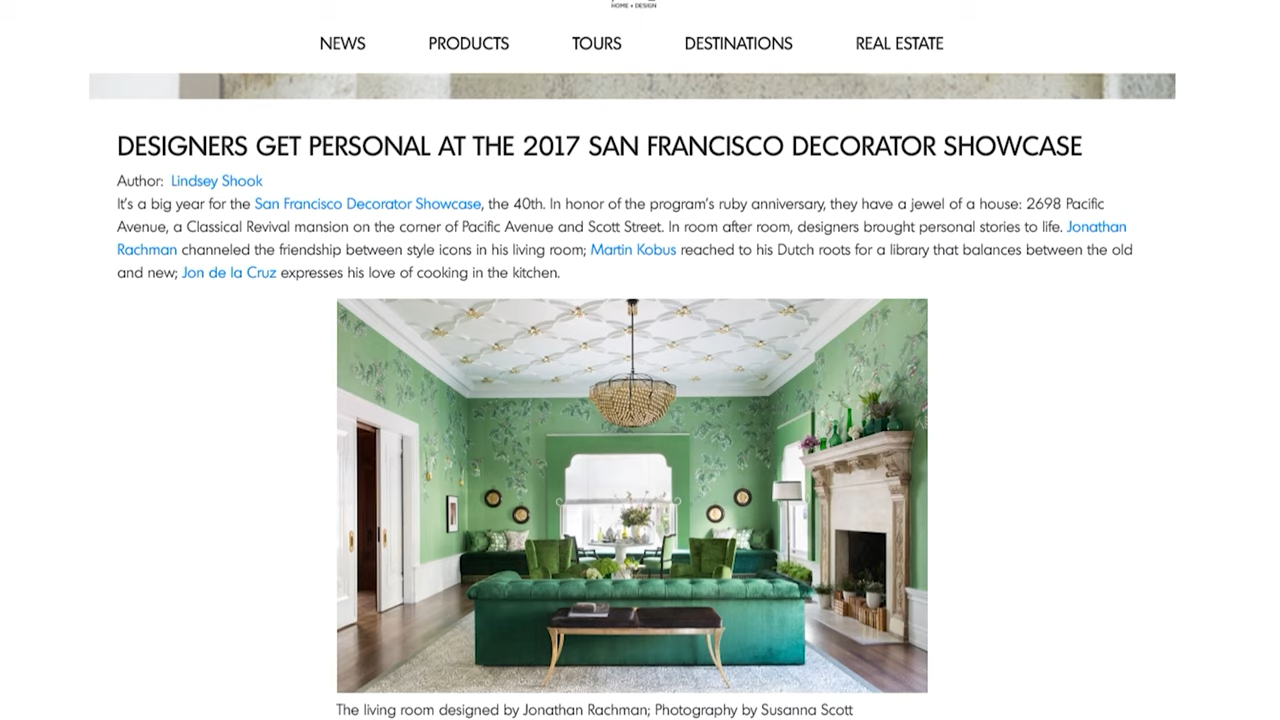 HOME + DESIGN
NEWS PRODUCTS TOURS DESTINATIONS REAL ESTATE
DESIGNERS GET PERSONAL AT THE 2017 SAN FRANCISCO DECORATOR SHOWCASE
Author: Lindsey Shook
It's a big year for the San Francisco Decorator Showcase, the 40th. In honor of the program's ruby anniversary, they have a jewel of a house: 2698 Pacific
Avenue, a Classical Revival mansion on the corner of Pacific Avenue and Scott Street. In room after room, designers brought personal stories to life. Jonathan
Rachman channeled the friendship between style icons in his living room; Martin Kobus reached to his Dutch roots for a library that balances between the old
and new; Jon de la Cruz expresses his love of cooking in the kitchen.
The living room designed by Jonathan Rachman; Photography by Susanna Scott